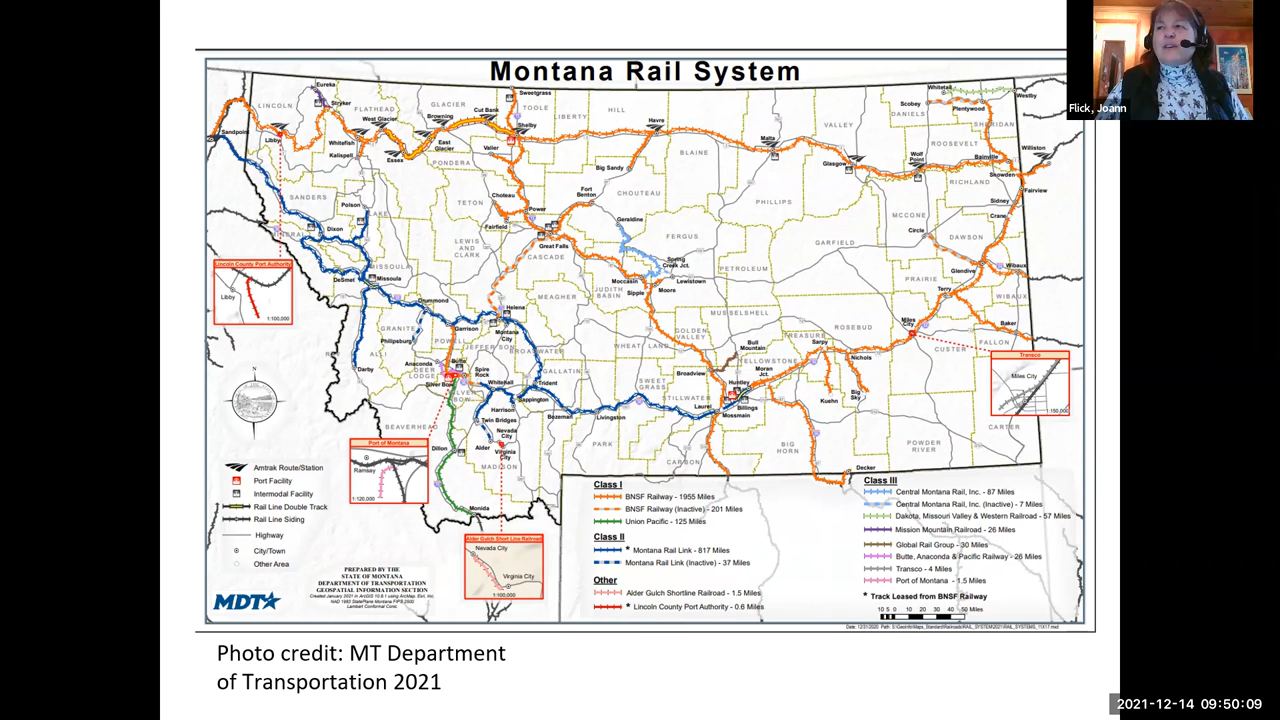 Montana Rail System
Flick, Joann
Eureka
Stryker
LINCOLN
FLATHEAD
GLACIER
Sweetgrass
TOOLE
LIBERTY
HILL
Whitetail
Scobey
Plentywood
Westby
DANIELS
SHERIDAN
Sandpoint
Libby
West Glacier
Whitefish
Kalispell
Essex
Browning
East
Glacier
Cut Bank
Shelby
Valier
PONDERA
Havre
BLAINE
Big Sandy
Malta
VALLEY
Glasgow
Wolf
Point
ROOSEVELT
Bainville
Snowden
Williston
Fairview
RICHLAND
Sidney
Crane
SANDERS
Polson
LAKE
Dixon
Choteau
TETON
Fairfield
Power
Fort
Benton
CHOUTEAU
Geraldine
PHILLIPS
MCCONE
Circle
DAWSON
MINERAL
DeSmet
MISSOULA
Missoula
LEWIS
AND
CLARK
Great Falls
CASCADE
FERGUS
Spring
Creek Jct.
Lewistown
Moccasin
JUDITH
BASIN
Sipple
Moore
PETROLEUM
GARFIELD
PRAIRIE
Glendive
Wibaux
WIBAUX
Terry
Lincoln County Port Authority
Libby
1:100,000
Drummond
GRANITE
Philipsburg
Garrison
POWELL
Helena
Montana
City
JEFFERSON
BROADWATER
MEAGHER
WHEATLAND
GOLDEN
VALLEY
MUSSELSHELL
Bull
Mountain
Broadview
TREASURE
Sarpy
ROSEBUD
Miles
City
CUSTER
Baker
FALLON
Nichols
RAVALLI
Darby
Anaconda
DEER
LODGE
Butte
Silver Bow
Spire
Rock
Whitehall
Trident
GALLATIN
Sappington
Harrison
Twin Bridges
Bozeman
Livingston
SWEET
GRASS
STILLWATER
Laurel
Mossmain
Billings
Huntley
Moran
Jct.
YELLOWSTONE
Kuehn
Big
Sky
Transco
Miles City
1:150,000
CARTER
BEAVERHEAD
Dillon
Alder
Nevada
City
Virginia
City
MADISON
PARK
CARBON
BIG
HORN
POWDER
RIVER
Decker
Monida
Port of Montana
Ramsay
1:120,000
Alder Gulch Short Line Railroad
Nevada City
Virginia City
1:100,000
N
Amtrak Route/Station
Port Facility
Intermodal Facility
Rail Line Double Track
Rail Line Siding
Highway
City/Town
Other Area
Class I
BNSF Railway - 1955 Miles
BNSF Railway (Inactive) - 201 Miles
Union Pacific - 125 Miles
Class II
* Montana Rail Link - 817 Miles
Montana Rail Link (Inactive) - 37 Miles
Other
Alder Gulch Shortline Railroad - 1.5 Miles
* Lincoln County Port Authority - 0.6 Miles
Class III
Central Montana Rail, Inc. - 87 Miles
Central Montana Rail, Inc. (Inactive) - 7 Miles
Dakota, Missouri Valley & Western Railroad - 57 Miles
Mission Mountain Railroad - 26 Miles
Global Rail Group - 30 Miles
Butte, Anaconda & Pacific Railway - 26 Miles
Transco - 4 Miles
Port of Montana - 1.5 Miles
* Track Leased from BNSF Railway
10 5 0 10 20 30 40 50 Miles
PREPARED BY THE
STATE OF MONTANA
DEPARTMENT OF TRANSPORTATION
GEOSPATIAL INFORMATION SECTION
MDT
Photo credit: MT Department
of Transportation 2021
2021-12-14 09:50:09